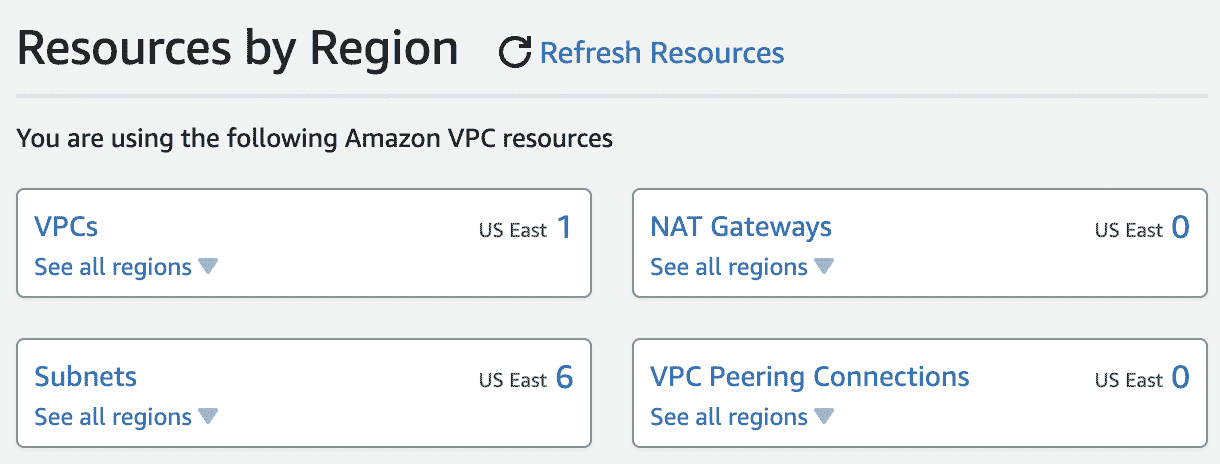 Resources by Region Refresh Resources
You are using the following Amazon VPC resources
VPCs US East 1
See all regions
NAT Gateways US East 0
See all regions
Subnets US East 6
See all regions
VPC Peering Connections US East 0
See all regions